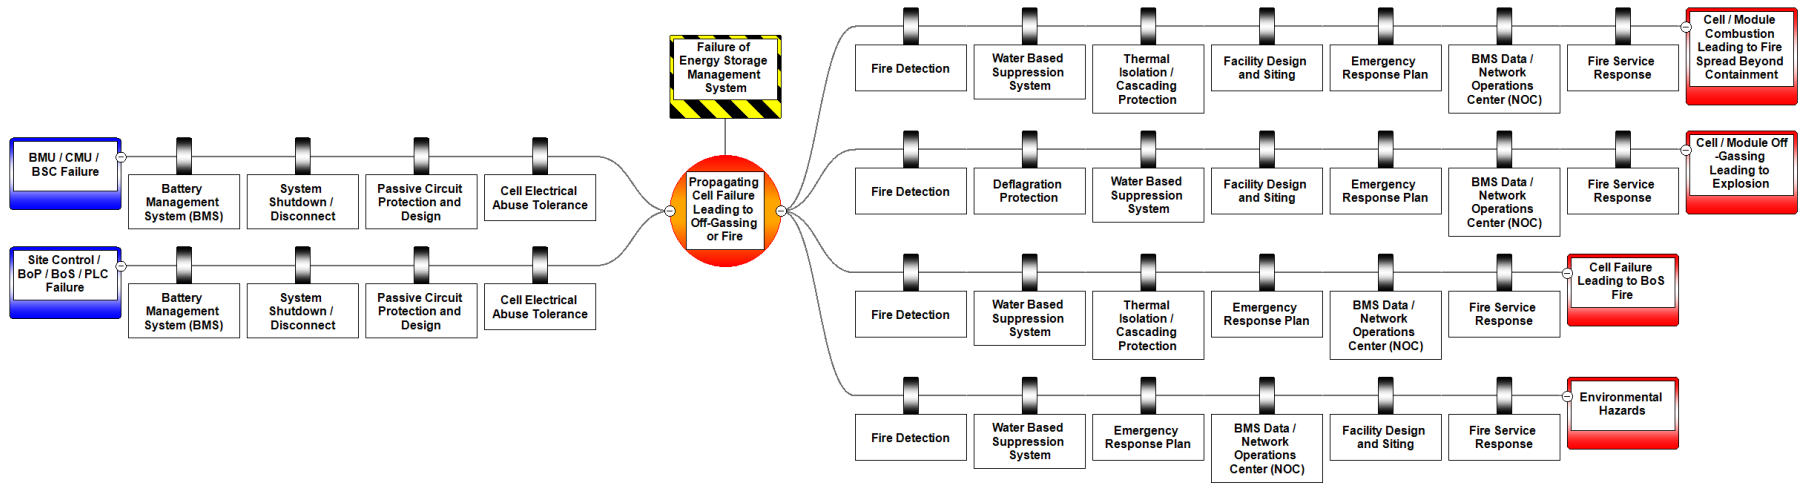 Failure of
Energy Storage
Management
System
BMU / CMU /
BSC Failure
Battery
Management
System (BMS)
System
Shutdown /
Disconnect
Passive Circuit
Protection and
Design
Cell Electrical
Abuse Tolerance
Site Control /
BoP / BoS / PLC
Failure
Battery
Management
System (BMS)
System
Shutdown /
Disconnect
Passive Circuit
Protection and
Design
Cell Electrical
Abuse Tolerance
Propagating
Cell Failure
Leading to
Off-Gassing
or Fire
Fire Detection
Water Based
Suppression
System
Thermal
Isolation /
Cascading
Protection
Facility Design
and Siting
Emergency
Response Plan
BMS Data /
Network
Operations
Center (NOC)
Fire Service
Response
Cell / Module
Combustion
Leading to Fire
Spread Beyond
Containment
Fire Detection
Deflagration
Protection
Water Based
Suppression
System
Facility Design
and Siting
Emergency
Response Plan
BMS Data /
Network
Operations
Center (NOC)
Fire Service
Response
Cell / Module Off
-Gassing
Leading to
Explosion
Fire Detection
Water Based
Suppression
System
Thermal
Isolation /
Cascading
Protection
Emergency
Response Plan
BMS Data /
Network
Operations
Center (NOC)
Fire Service
Response
Cell Failure
Leading to BoS
Fire
Fire Detection
Water Based
Suppression
System
Emergency
Response Plan
BMS Data /
Network
Operations
Center (NOC)
Facility Design
and Siting
Fire Service
Response
Environmental
Hazards